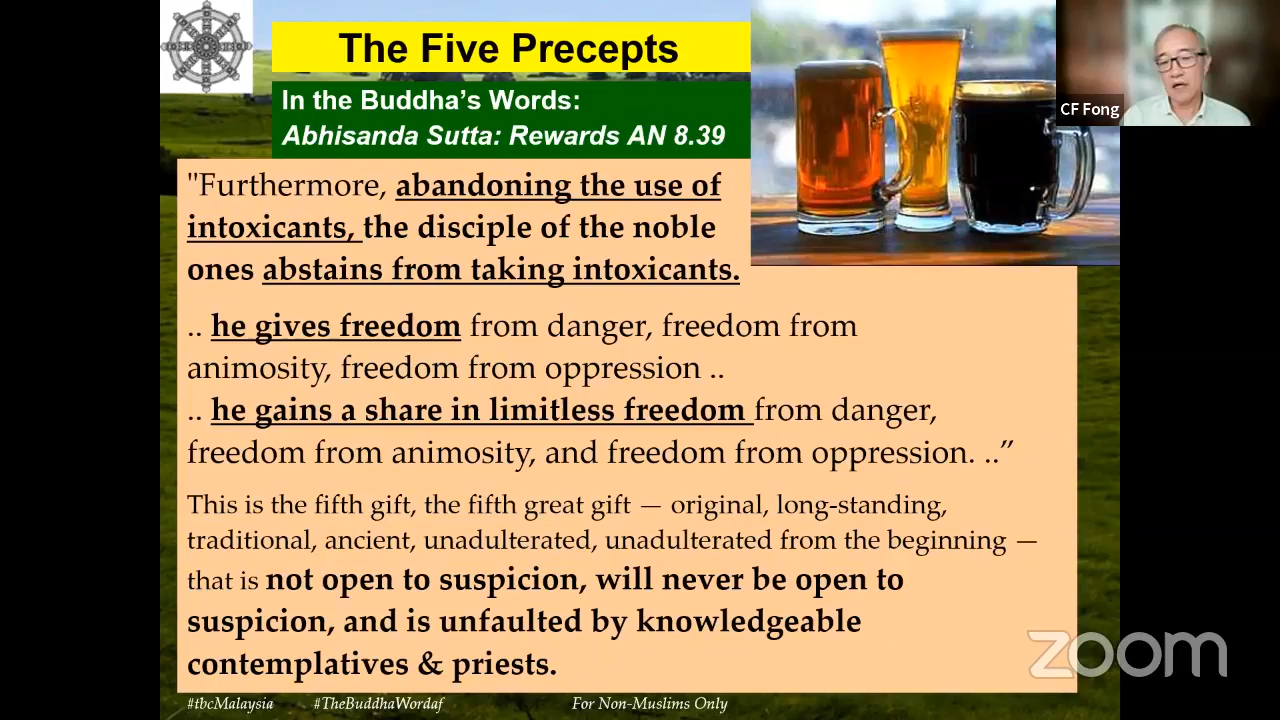 The Five Precepts
In the Buddha's Words:
Abhisanda Sutta: Rewards AN 8.39
CF Fong
"Furthermore, abandoning the use of
intoxicants, the disciple of the noble
ones abstains from taking intoxicants.
.. he gives freedom from danger, freedom from
animosity, freedom from oppression ..
.. he gains a share in limitless freedom from danger,
freedom from animosity, and freedom from oppression. ..”
This is the fifth gift, the fifth great gift — original, long-standing,
traditional, ancient, unadulterated, unadulterated from the beginning —
that is not open to suspicion, will never be open to
suspicion, and is unfaulted by knowledgeable
contemplatives & priests.
zoom
#tbcMalaysia #TheBuddhaWordaf For Non-Muslims Only